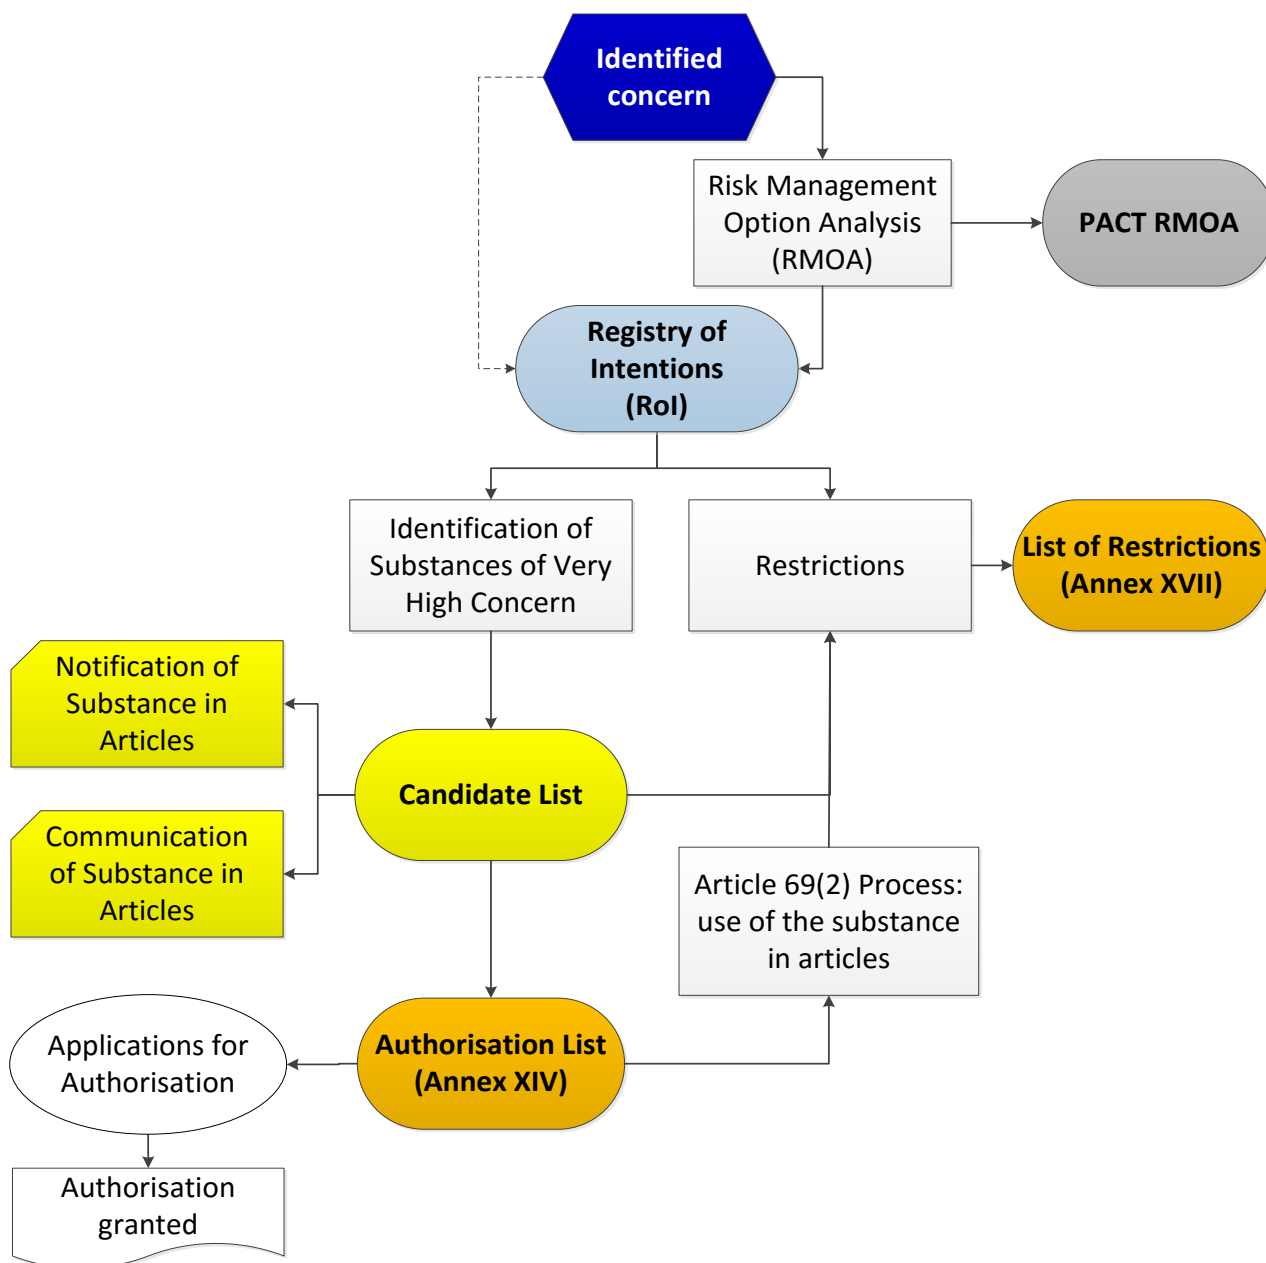 Identified
concern
Risk Management
Option Analysis
(RMOA)
PACT RMOA
Registry of
Intentions
(RoI)
Identification of
Substances of Very
High Concern
Restrictions
List of Restrictions
(Annex XVII)
Notification of
Substance in
Articles
Candidate List
Communication
of Substance in
Articles
Article 69(2) Process:
use of the substance
in articles
Applications for
Authorisation
Authorisation List
(Annex XIV)
Authorisation
granted